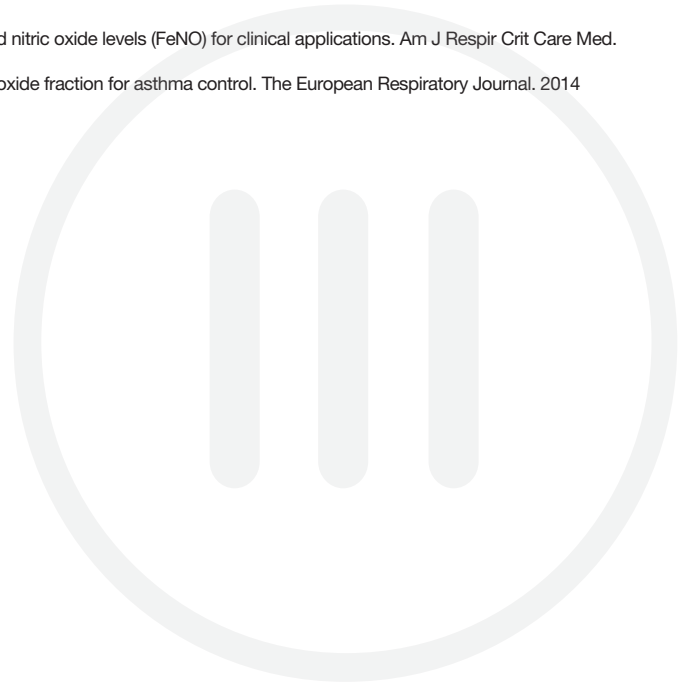 d nitric oxide levels (FeNO) for clinical applications. Am J Respir Crit Care Med.
oxide fraction for asthma control. The European Respiratory Journal. 2014